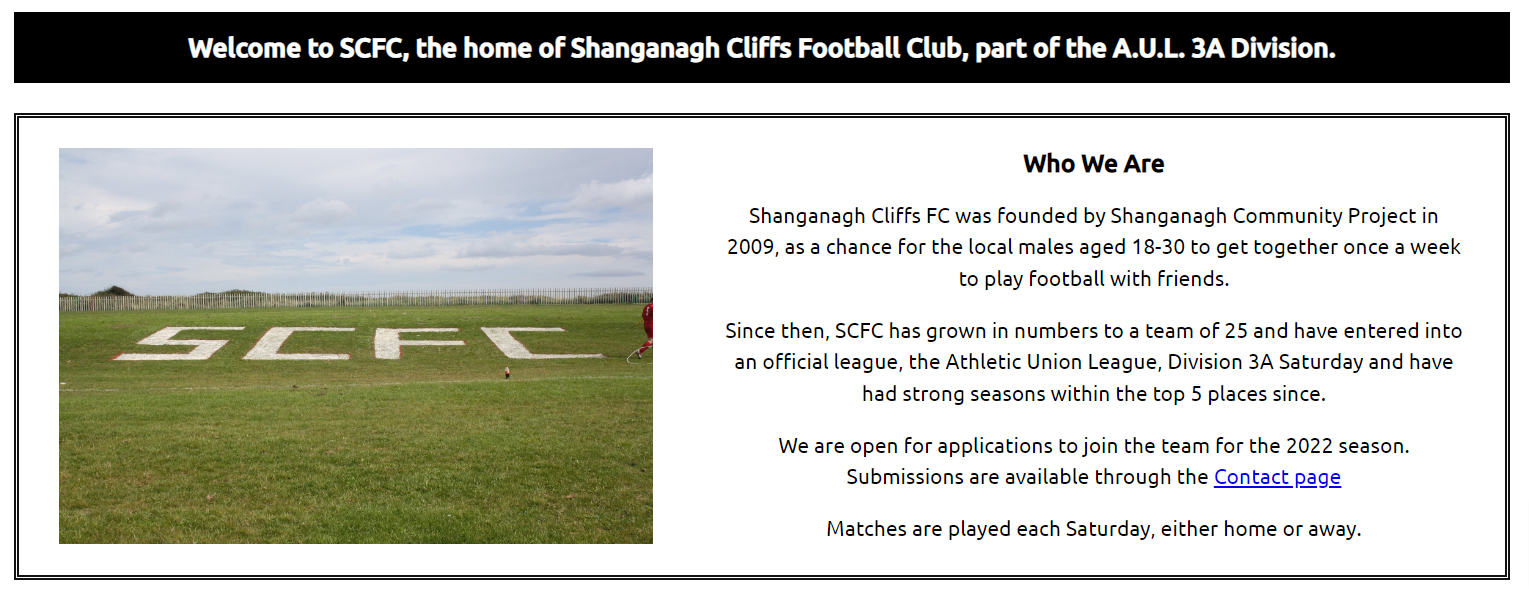 Welcome to SCFC, the home of Shanganagh Cliffs Football Club, part of the A.U.L. 3A Division.
SCFC
Who We Are
Shanganagh Cliffs FC was founded by Shanganagh Community Project in
2009, as a chance for the local males aged 18-30 to get together once a week
to play football with friends.
Since then, SCFC has grown in numbers to a team of 25 and have entered into
an official league, the Athletic Union League, Division 3A Saturday and have
had strong seasons within the top 5 places since.
We are open for applications to join the team for the 2022 season.
Submissions are available through the Contact page
Matches are played each Saturday, either home or away.